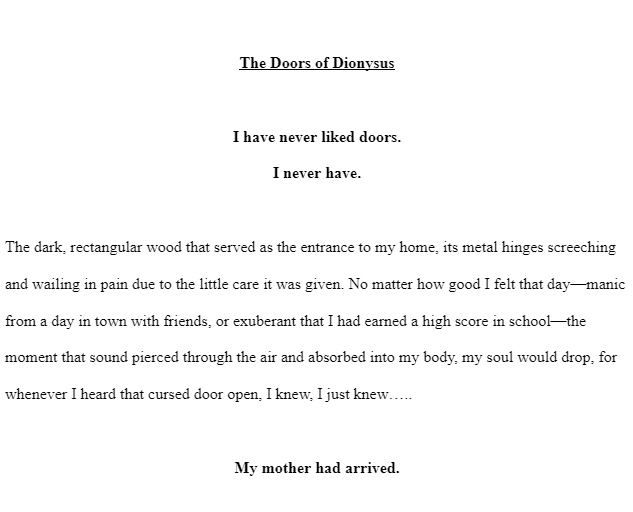 The Doors of Dionysus
I have never liked doors.
I never have.
The dark, rectangular wood that served as the entrance to my home, its metal hinges screeching
and wailing in pain due to the little care it was given. No matter how good I felt that day—manic
from a day in town with friends, or exuberant that I had earned a high score in school—the
moment that sound pierced through the air and absorbed into my body, my soul would drop, for
whenever I heard that cursed door open, I knew, I just knew…..
My mother had arrived.